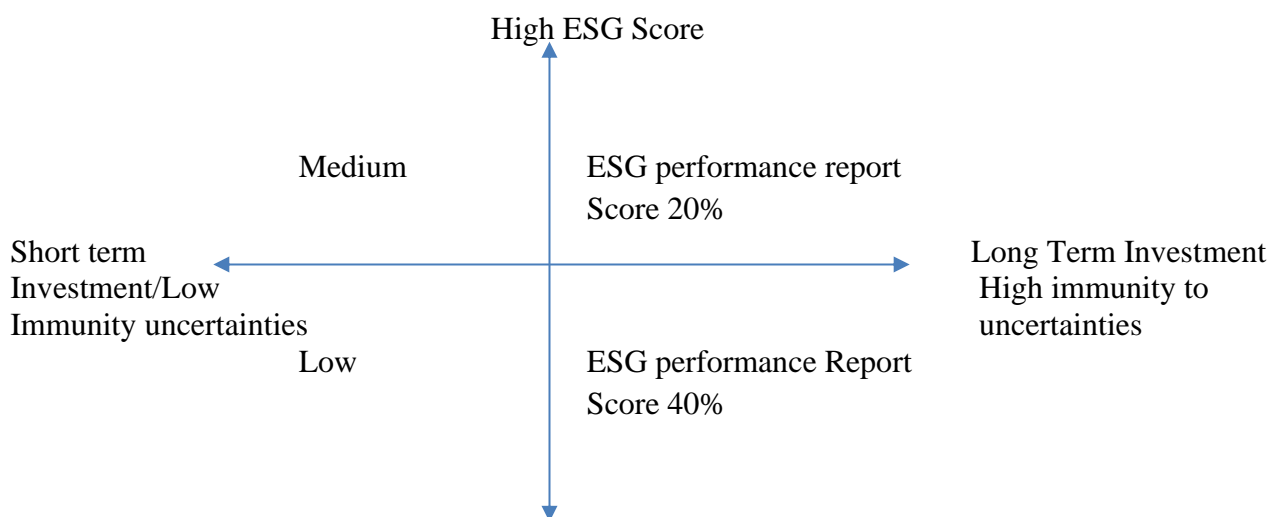 High ESG Score
Medium
ESG performance report
Score 20%
Short term
Investment/Low
Immunity uncertainties
Long Term Investment
High immunity to
uncertainties
Low
ESG performance Report
Score 40%